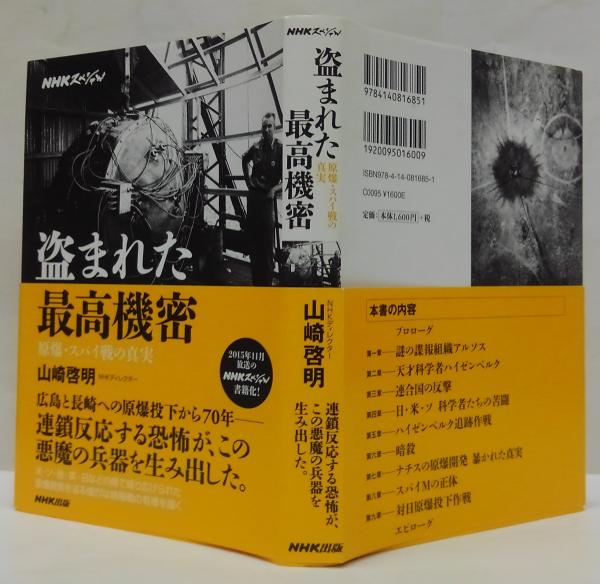 NHKスペシャル
盗まれた
最高機密
原爆・スパイ戦の真実
山崎啓明 NHKディレクター
2015年11月
放送の
NHKスペシャル
書籍化!
広島と長崎への原爆投下から70年──
連鎖反応する恐怖が、この
悪魔の兵器を生み出した。
NHK出版
盗まれた
最高機密
原爆・スパイ戦の
真実
NHKディレクター
山崎啓明
連鎖反応する恐怖が、
この悪魔の兵器を
生み出した。
NHK出版
9784140816851
1920095016009
ISBN978-4-14-081685-1
C0095 ¥1600E
定価:本体1,600円+税
本書の内容
プロローグ
第一章──謎の諜報組織アルソス
第二章──天才科学者ハイゼンベルク
第三章──連合国の反撃
第四章──日・米・ソ 科学者たちの苦闘
第五章──ハイゼンベルク追跡作戦
第六章──暗殺
第七章──ナチスの原爆開発 暴かれた真実
第八章──スパイMの正体
第九章──対日原爆投下作戦
エピローグ